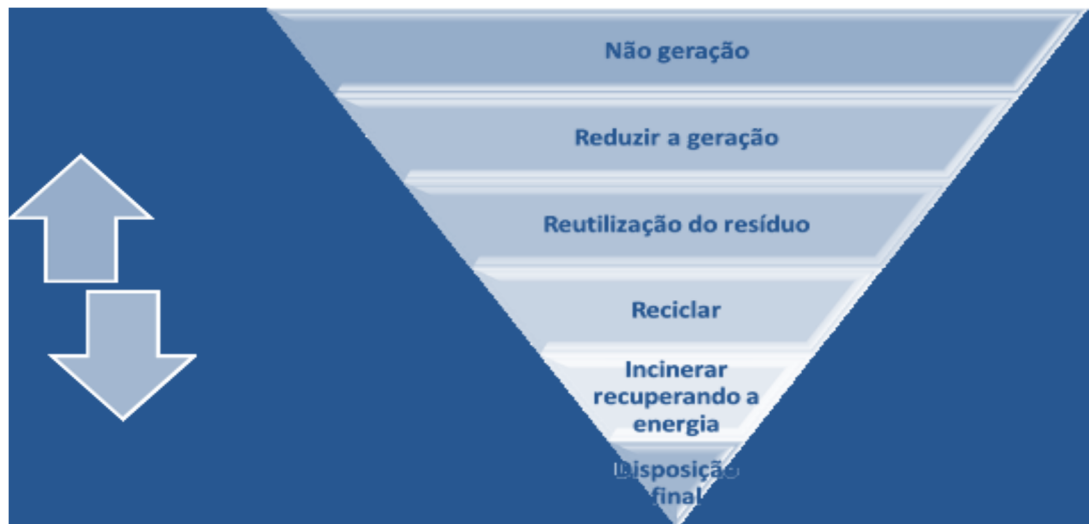 Não geração
Reduzir a geração
Reutilização do resíduo
Reciclar
Incinerar
recuperando a
energia
Disposição
final